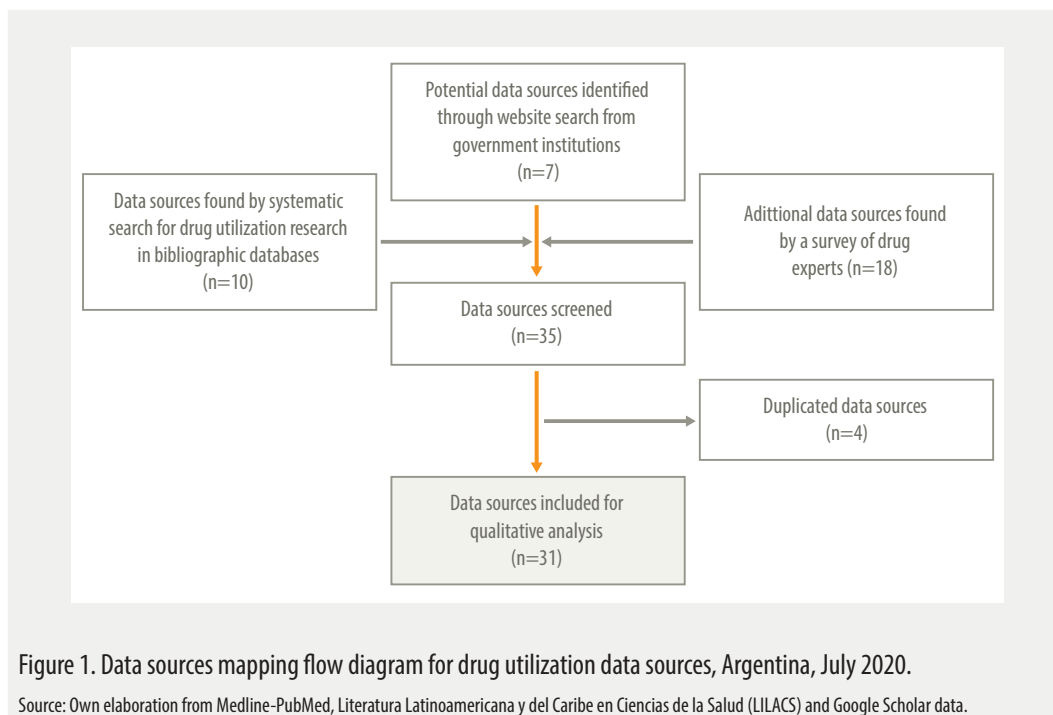 Potential data sources identified
through website search from
government institutions
(n=7)
Data sources found by systematic
search for drug utilization research
in bibliographic databases
(n=10)
Adittional data sources found
by a survey of drug
experts (n=18)
Data sources screened
(n=35)
Duplicated data sources
(n=4)
Data sources included for
qualitative analysis
(n=31)
Figure 1. Data sources mapping flow diagram for drug utilization data sources, Argentina, July 2020.
Source: Own elaboration from Medline-PubMed, Literatura Latinoamericana y del Caribe en Ciencias de la Salud (LILACS) and Google Scholar data.